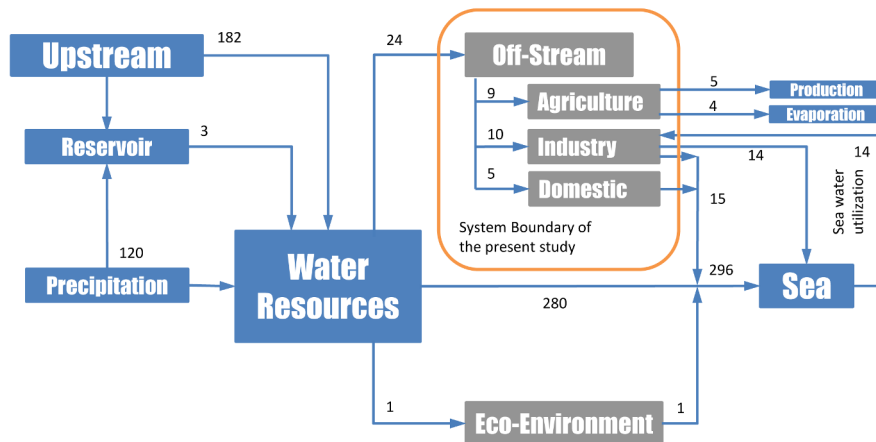 182
Upstream
24
Off-Stream
9
Agriculture
5
Production
4
Evaporation
3
Reservoir
10
Industry
14
14
5
Domestic
15
Sea water
utilization
System Boundary of
the present study
120
Precipitation
Water
Resources
280
296
Sea
1
Eco-Environment
1